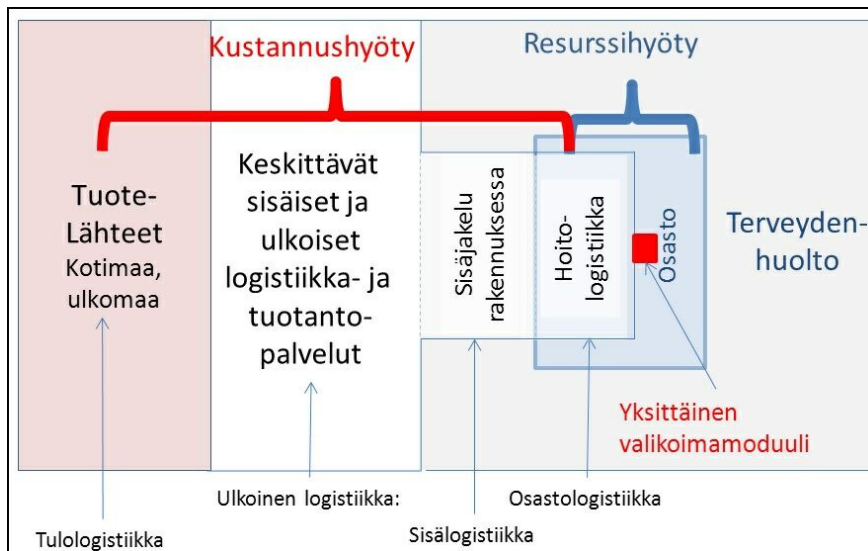 Kustannushyöty
Resurssihyöty
Tuote-
Lähteet
Kotimaa,
ulkomaa
Keskittävät
sisäiset ja
ulkoiset
logistiikka- ja
tuotanto-
palvelut
Sisäjakelu
rakennuksessa
Hoito-
logistiikka
Osasto
Terveyden-
huolto
Yksittäinen
valikoimamoduuli
Ulkoinen logistiikka:
Osastologistiikka
Tulologistiikka
Sisälogistiikka